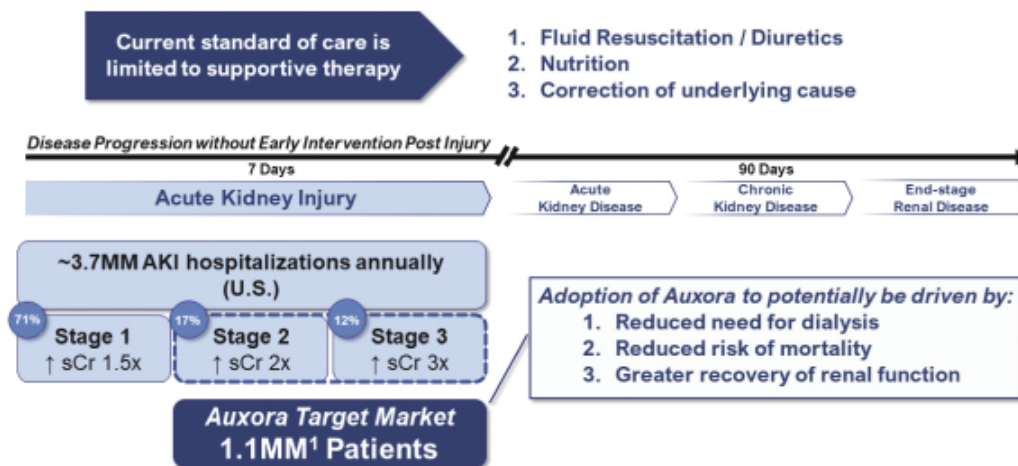 Current standard of care is
limited to supportive therapy
1. Fluid Resuscitation / Diuretics
2. Nutrition
3. Correction of underlying cause
Disease Progression without Early Intervention Post Injury
7 Days
90 Days
Acute Kidney Injury
Acute
Kidney Disease
Chronic
Kidney Disease
End-stage
Renal Disease
~3.7MM AKI hospitalizations annually
(U.S.)
71%
Stage 1
↑ sCr 1.5x
17%
Stage 2
↑ sCr 2x
12%
Stage 3
↑ sCr 3x
Auxora Target Market
1.1MM¹ Patients
Adoption of Auxora to potentially be driven by:
1. Reduced need for dialysis
2. Reduced risk of mortality
3. Greater recovery of renal function